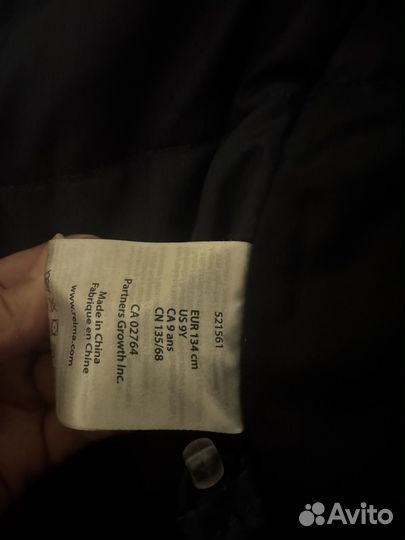 521561
EUR 134 cm
US 9Y
CA 9 ans
CN 135/68
CA 02764
Partners Growth Inc.
Made in China
Fabrique en Chine
www.reima.com
Avito